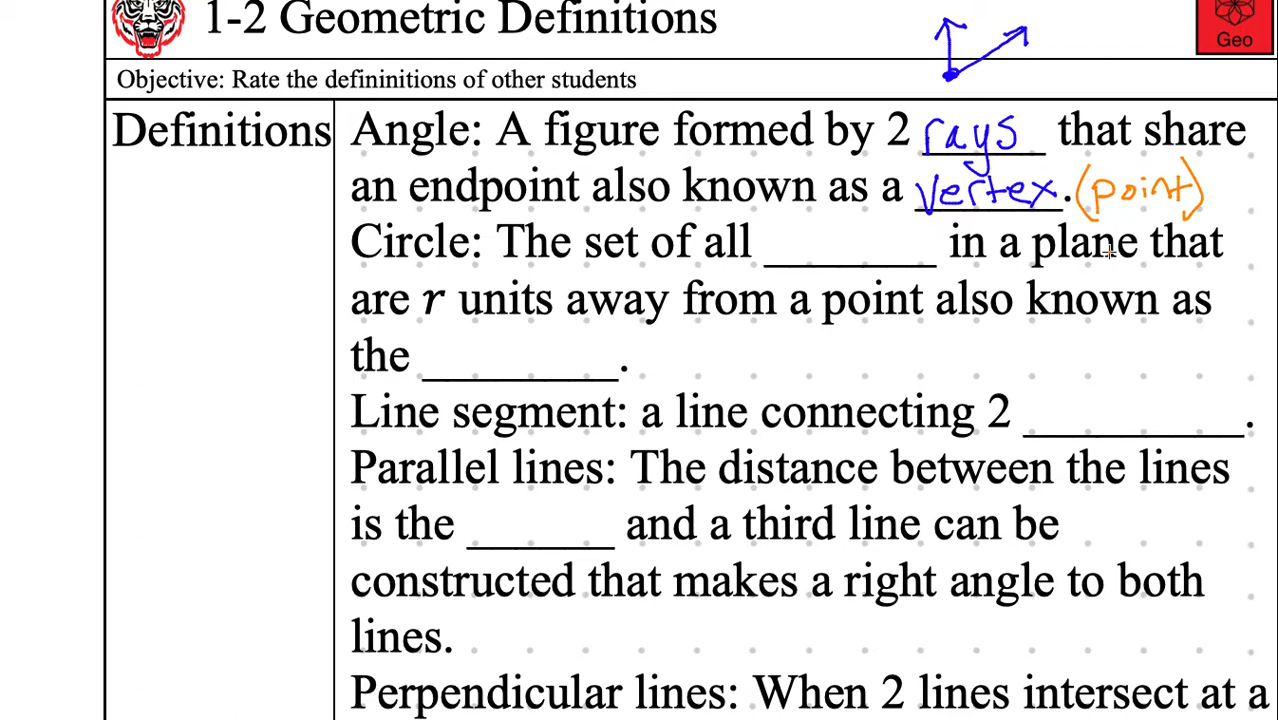 1-2 Geometric Definitions
Geo
Objective: Rate the defininitions of other students
Definitions
Angle: A figure formed by 2 rays that share
an endpoint also known as a vertex. (point)
Circle: The set of all _______ in a plane that
are r units away from a point also known as
the ________.
Line segment: a line connecting 2 _________.
Parallel lines: The distance between the lines
is the ______ and a third line can be
constructed that makes a right angle to both
lines.
Perpendicular lines: When 2 lines intersect at a